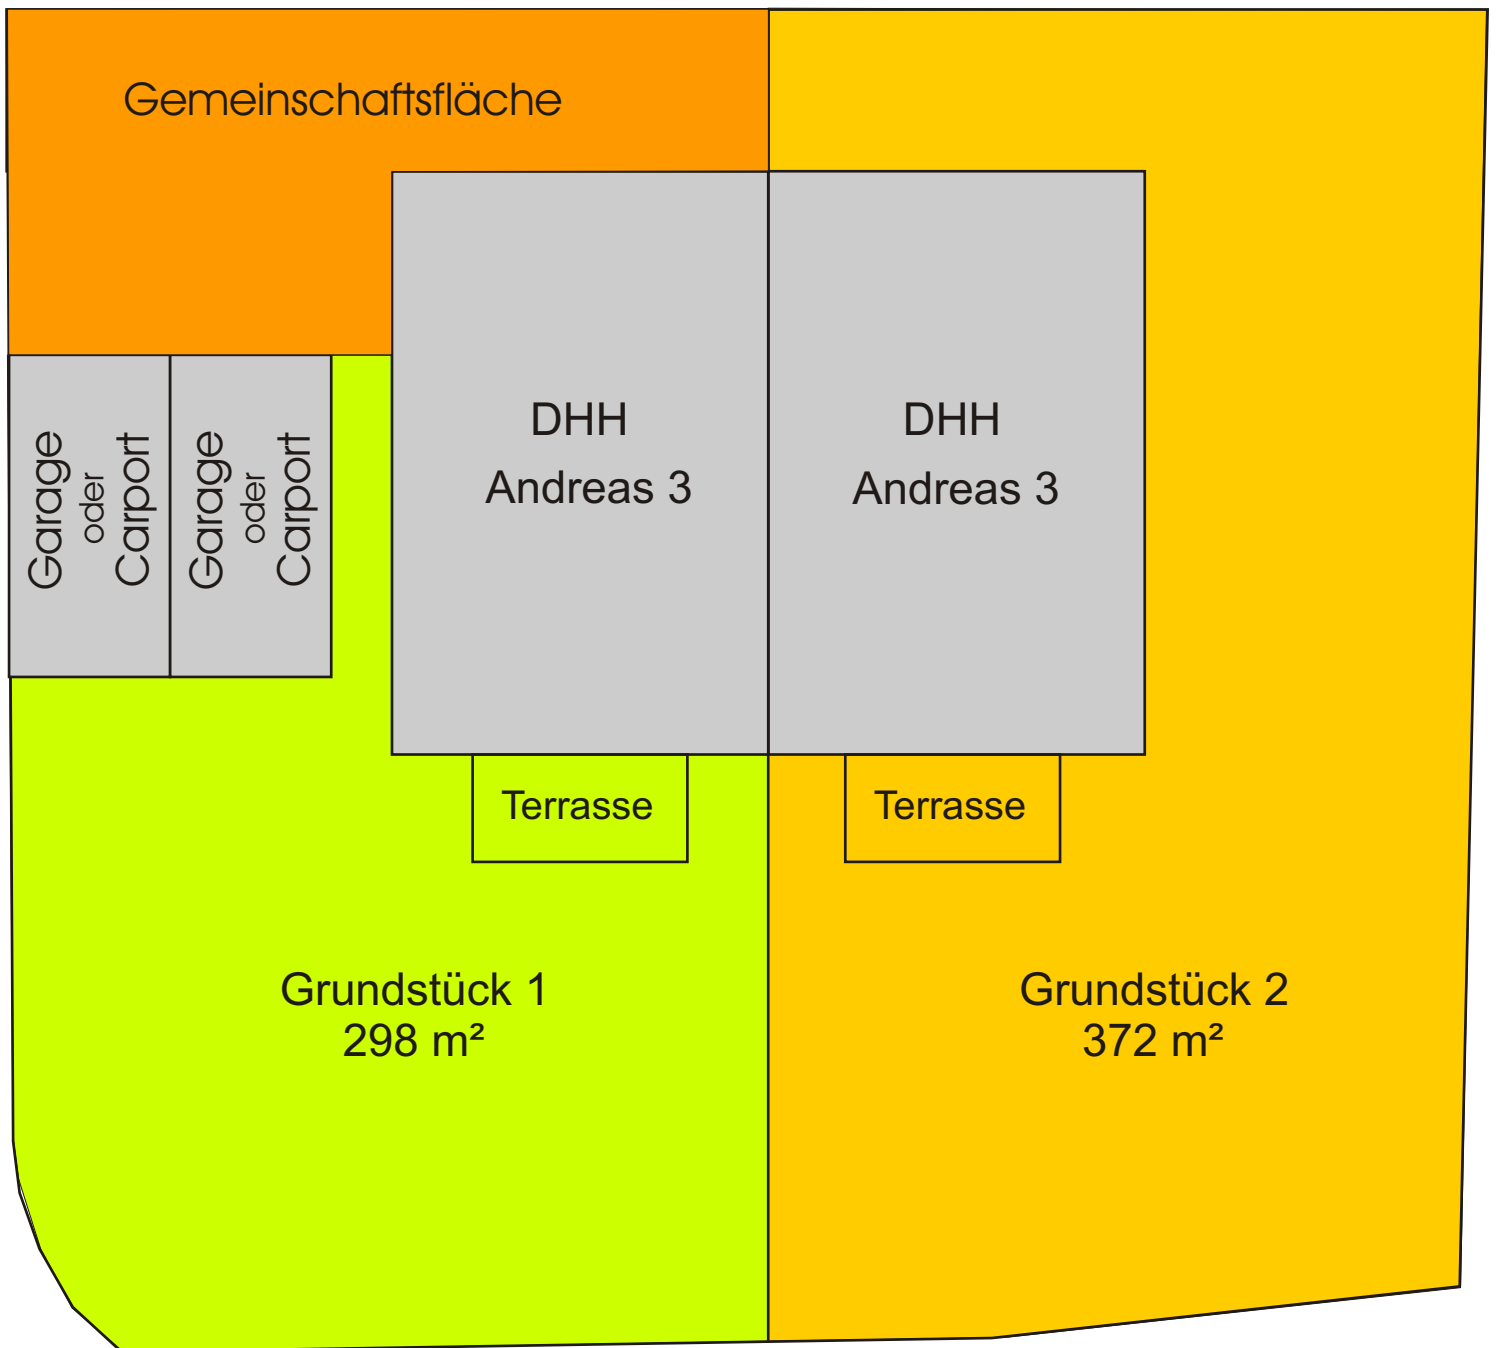 Gemeinschaftsfläche
Garage
oder
Carport
Garage
oder
Carport
DHH
Andreas 3
DHH
Andreas 3
Terrasse
Terrasse
Grundstück 1
298 m²
Grundstück 2
372 m²